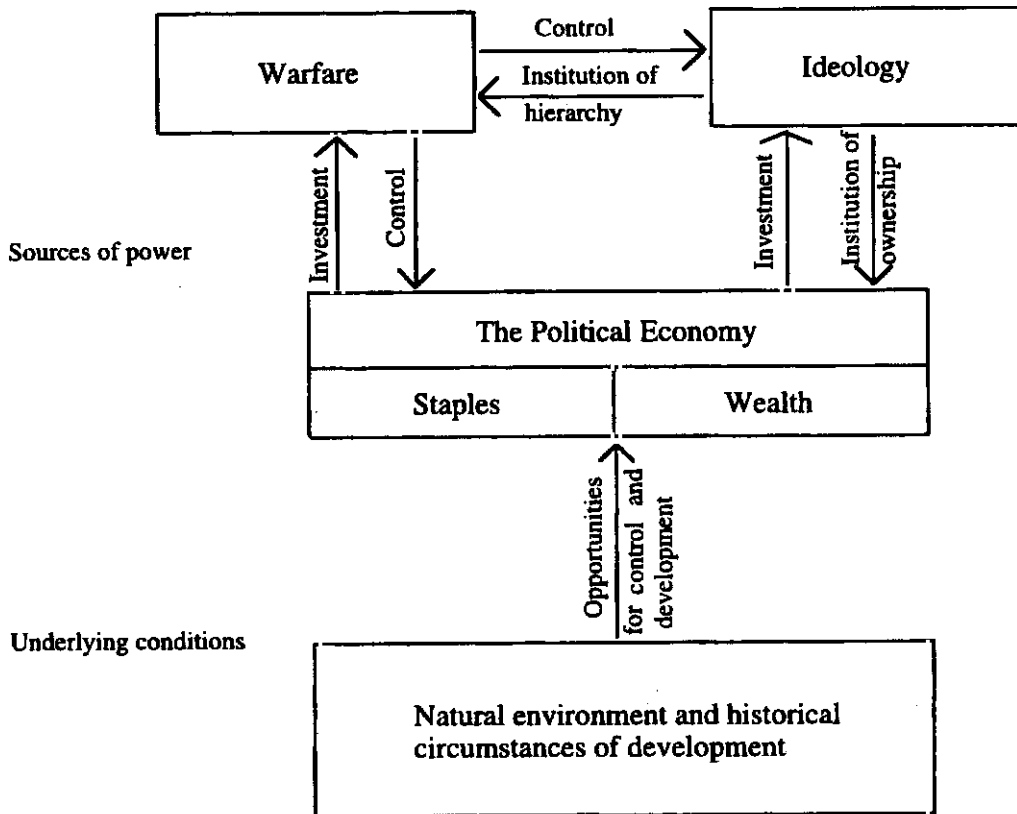 Control
Warfare
Ideology
Institution of
hierarchy
Investment
Control
Investment
Institution of
ownership
Sources of power
The Political Economy
Staples
Wealth
Opportunities
for control and
development
Underlying conditions
Natural environment and historical
circumstances of development